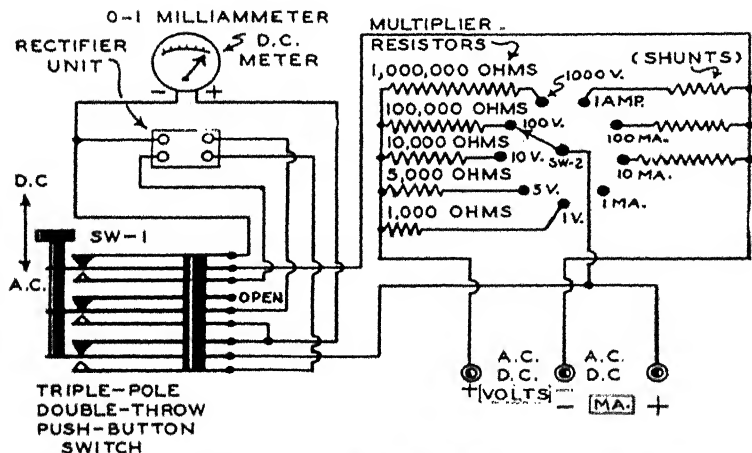 0-1 MILLIAMMETER
D.C.
METER
RECTIFIER
UNIT
- +
D.C
A.C.
SW-1
OPEN
TRIPLE-POLE
DOUBLE-THROW
PUSH-BUTTON
SWITCH
MULTIPLIER
RESISTORS
(SHUNTS)
1,000,000 OHMS
1000 V.
1 AMP.
100,000 OHMS
100 V.
100 MA.
10,000 OHMS
10 V.
SW-2
10 MA.
5,000 OHMS
5 V.
1 MA.
1,000 OHMS
1 V.
A.C. A.C.
D.C. D.C
+ VOLTS - MA. +